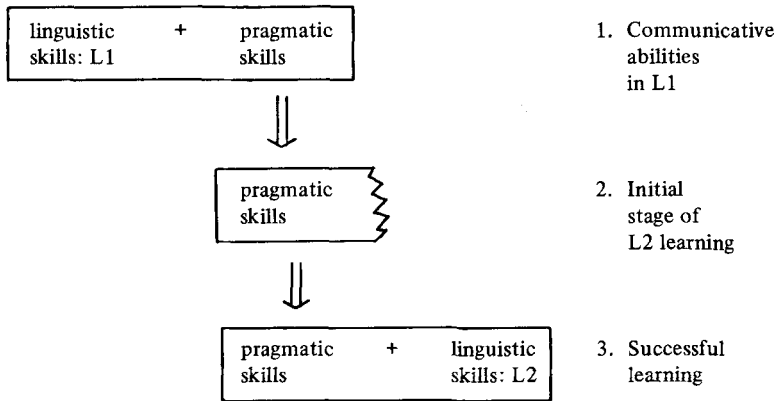 linguistic + pragmatic
skills: L1 skills
1. Communicative
abilities
in L1
pragmatic
skills
2. Initial
stage of
L2 learning
pragmatic + linguistic
skills skills: L2
3. Successful
learning